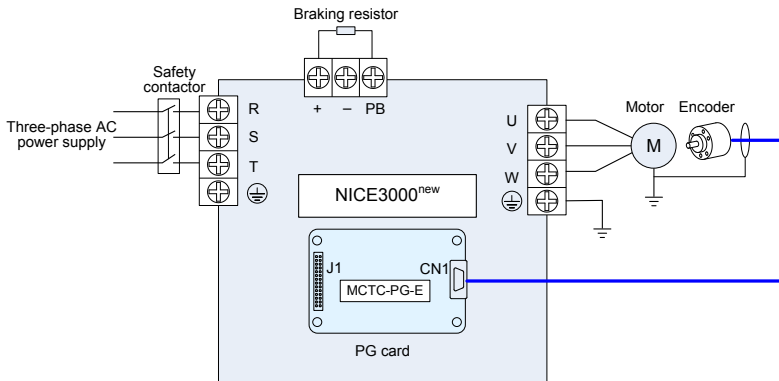 Braking resistor
Safety
contactor
+ – PB
R
S
T
Three-phase AC
power supply
U
V
W
Motor
Encoder
M
NICE3000new
J1
CN1
MCTC-PG-E
PG card